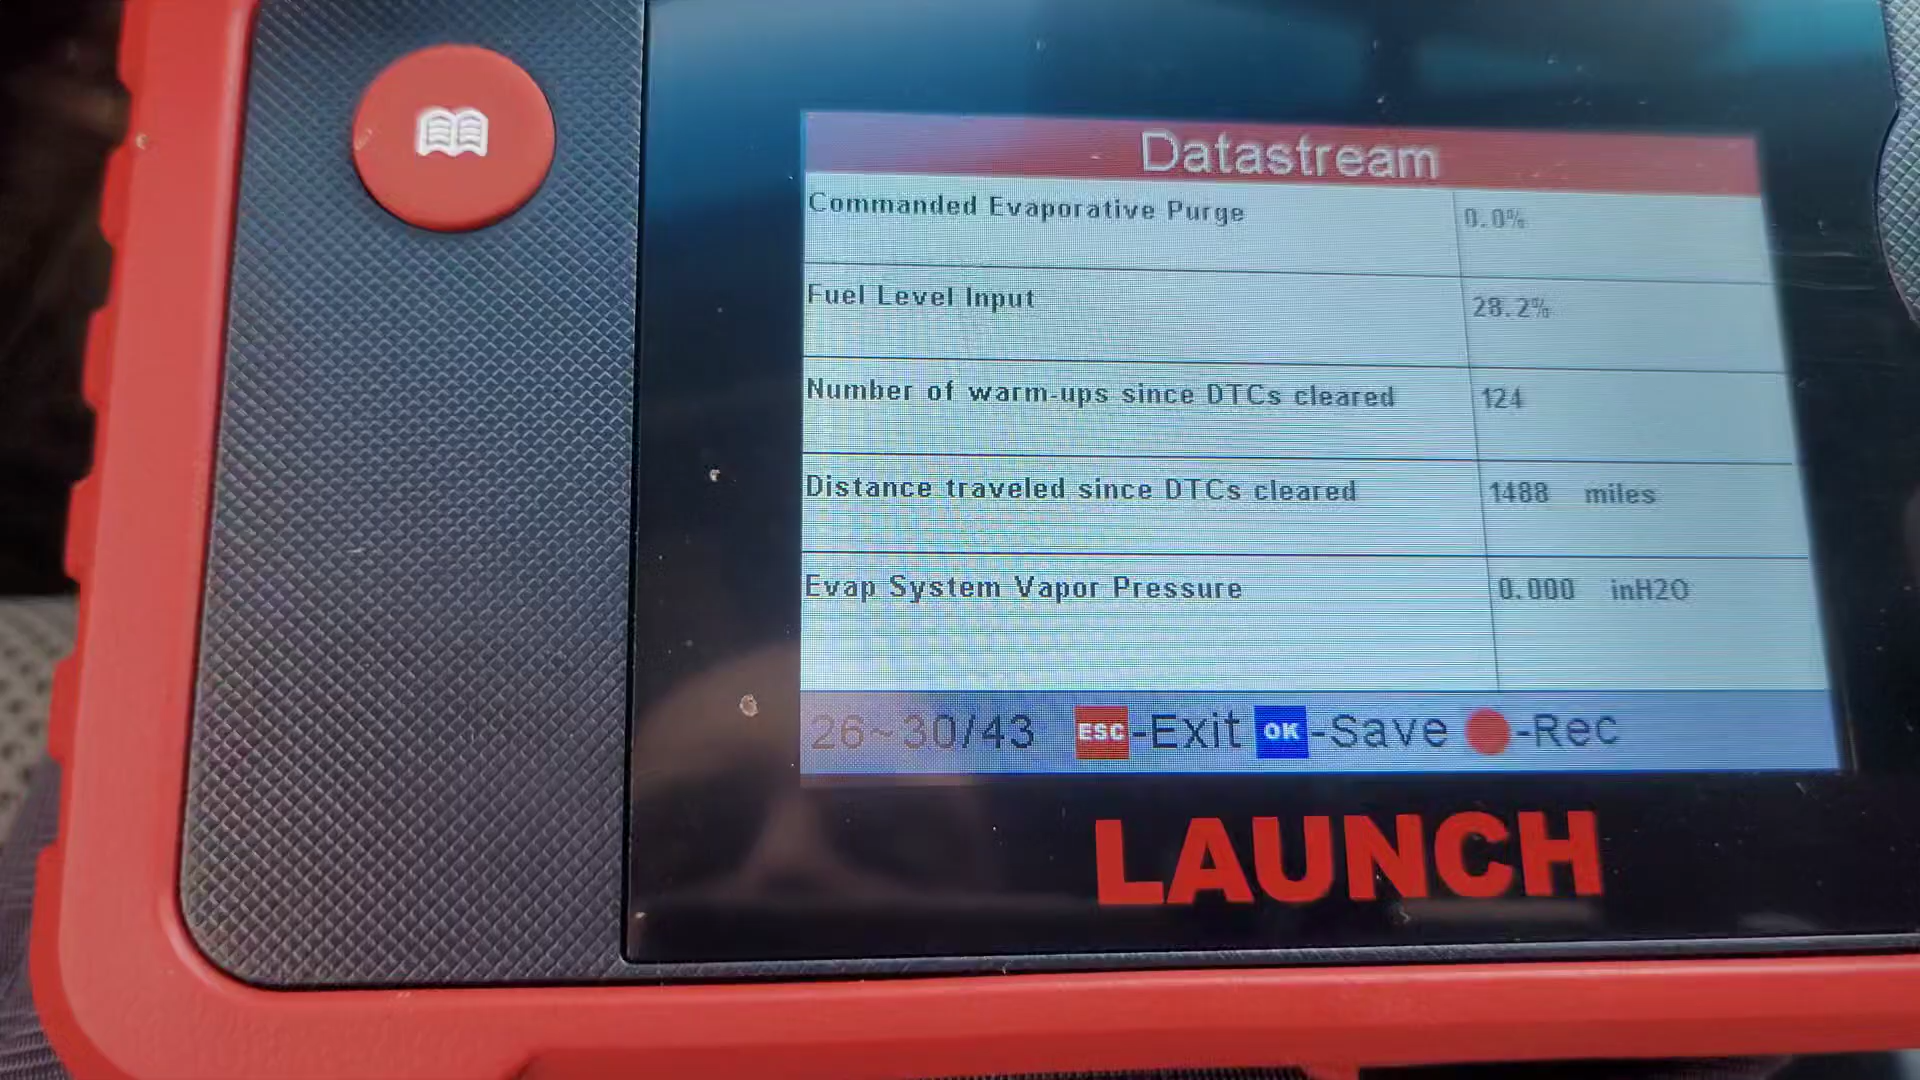 Datastream
Commanded Evaporative Purge 0.0%
Fuel Level Input 28.2%
Number of warm-ups since DTCs cleared 124
Distance traveled since DTCs cleared 1488 miles
Evap System Vapor Pressure 0.000 inH2O
26~30/43 ESC-Exit OK-Save -Rec
LAUNCH